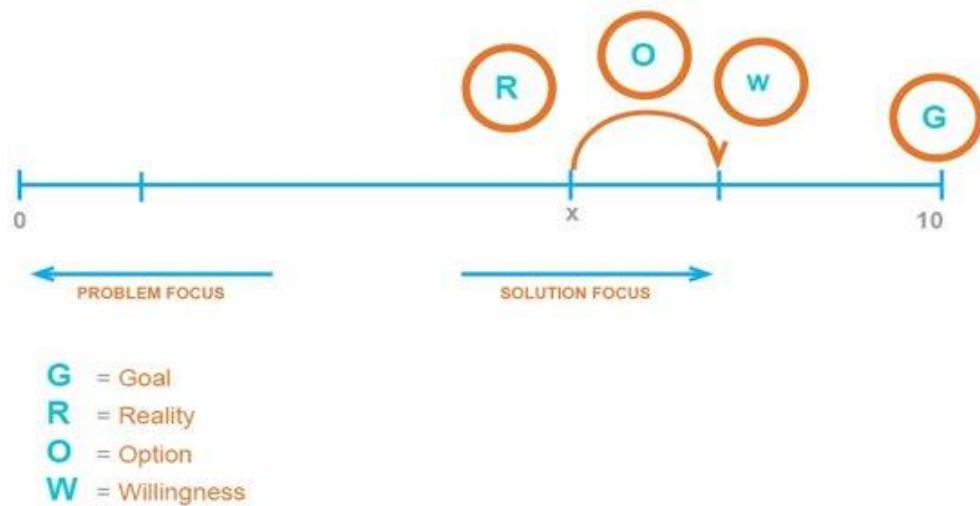 O
R
W
G
0
x
10
PROBLEM FOCUS
SOLUTION FOCUS
G = Goal
R = Reality
O = Option
W = Willingness